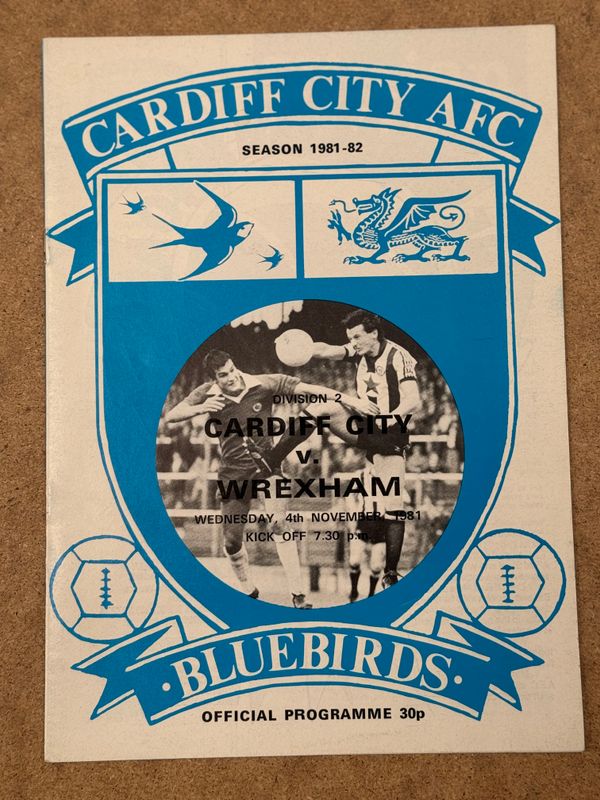 CARDIFF CITY AFC
SEASON 1981-82
DIVISION 2
CARDIFF CITY
v.
WREXHAM
WEDNESDAY, 4th NOVEMBER, 1981
KICK OFF 7.30 p.m.
·BLUEBIRDS·
OFFICIAL PROGRAMME 30p